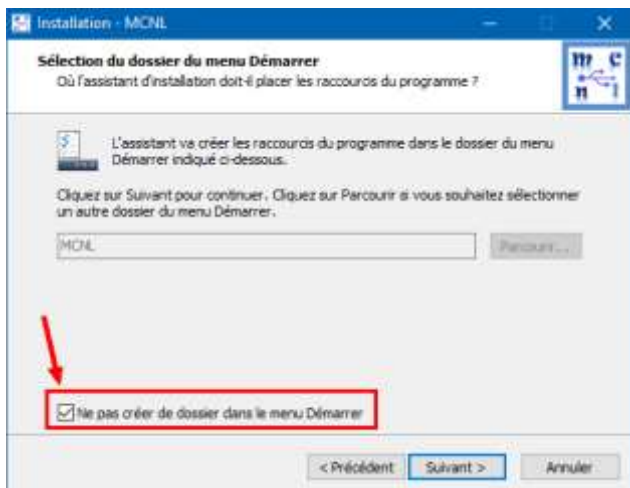 Installation - MCNL
Sélection du dossier du menu Démarrer
Où l'assistant d'installation doit-il placer les raccourcis du programme ?
m c
n l
L'assistant va créer les raccourcis du programme dans le dossier du menu
Démarrer indiqué ci-dessous.
Cliquez sur Suivant pour continuer. Cliquez sur Parcourir si vous souhaitez sélectionner
un autre dossier du menu Démarrer.
MCNL
Parcourir...
Ne pas créer de dossier dans le menu Démarrer
< Précédent
Suivant >
Annuler